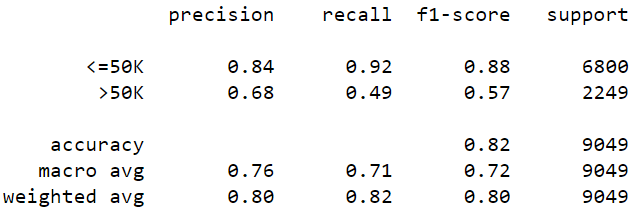 precision recall f1-score support
<=50K 0.84 0.92 0.88 6800
>50K 0.68 0.49 0.57 2249
accuracy 0.82 9049
macro avg 0.76 0.71 0.72 9049
weighted avg 0.80 0.82 0.80 9049